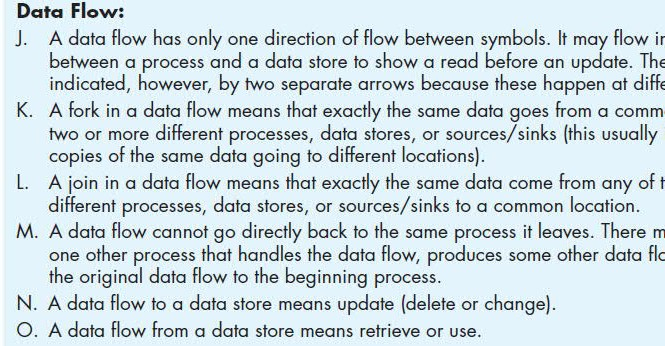 Data Flow:
J. A data flow has only one direction of flow between symbols. It may flow in
between a process and a data store to show a read before an update. The
indicated, however, by two separate arrows because these happen at diffe
K. A fork in a data flow means that exactly the same data goes from a comm
two or more different processes, data stores, or sources/sinks (this usually
copies of the same data going to different locations).
L. A join in a data flow means that exactly the same data come from any of t
different processes, data stores, or sources/sinks to a common location.
M. A data flow cannot go directly back to the same process it leaves. There m
one other process that handles the data flow, produces some other data flo
the original data flow to the beginning process.
N. A data flow to a data store means update (delete or change).
O. A data flow from a data store means retrieve or use.